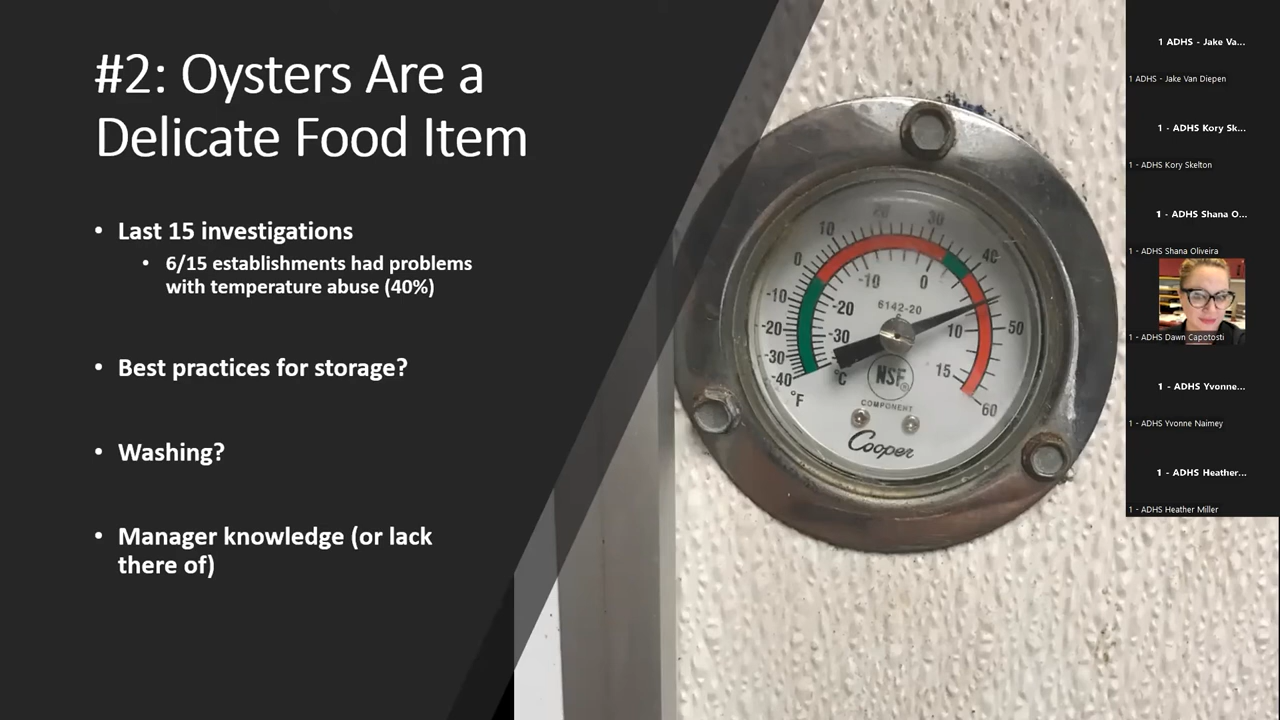 #2: Oysters Are a
Delicate Food Item
• Last 15 investigations
• 6/15 establishments had problems
with temperature abuse (40%)
• Best practices for storage?
• Washing?
• Manager knowledge (or lack
there of)
-40
-30
-20
-10
0
10
20
30
40
50
60
°F
-30
-20
-10
0
10
15
°C
6142-20
NSF®
COMPONENT
Cooper
1 ADHS - Jake Va...
1 ADHS - Jake Van Diepen
1 - ADHS Kory Sk...
1 - ADHS Kory Skelton
1 - ADHS Shana O...
1 - ADHS Shana Oliveira
1 - ADHS Dawn Capotosti
1 - ADHS Yvonne...
1 - ADHS Yvonne Naimey
1 - ADHS Heather...
1 - ADHS Heather Miller